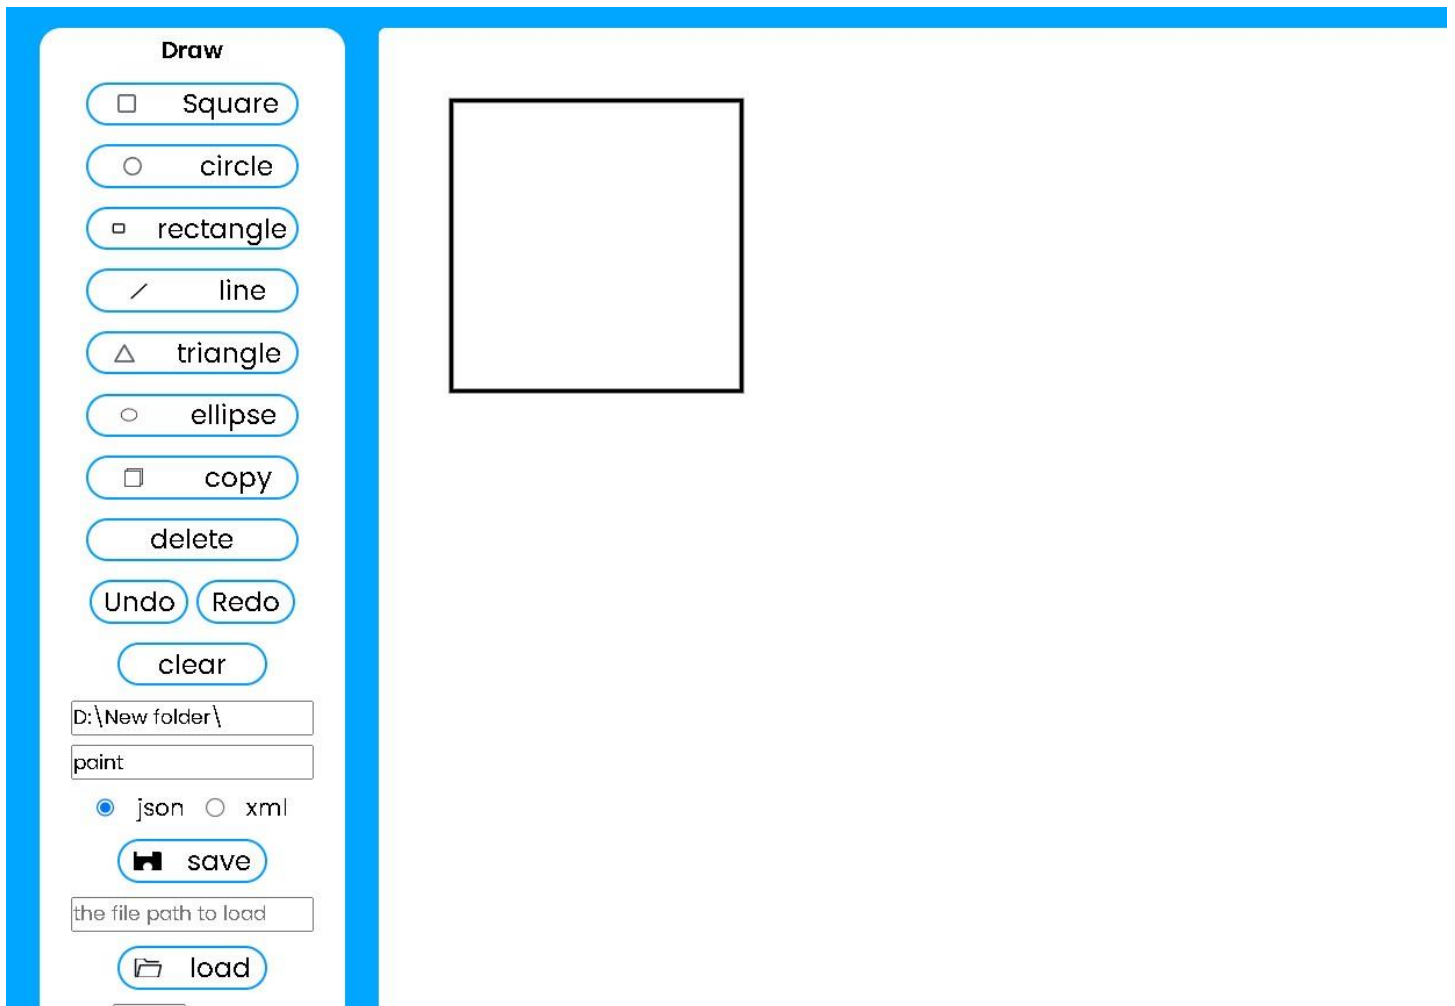 Draw
Square
circle
rectangle
line
triangle
ellipse
copy
delete
Undo Redo
clear
D:\New folder\
paint
json xml
save
the file path to load
load